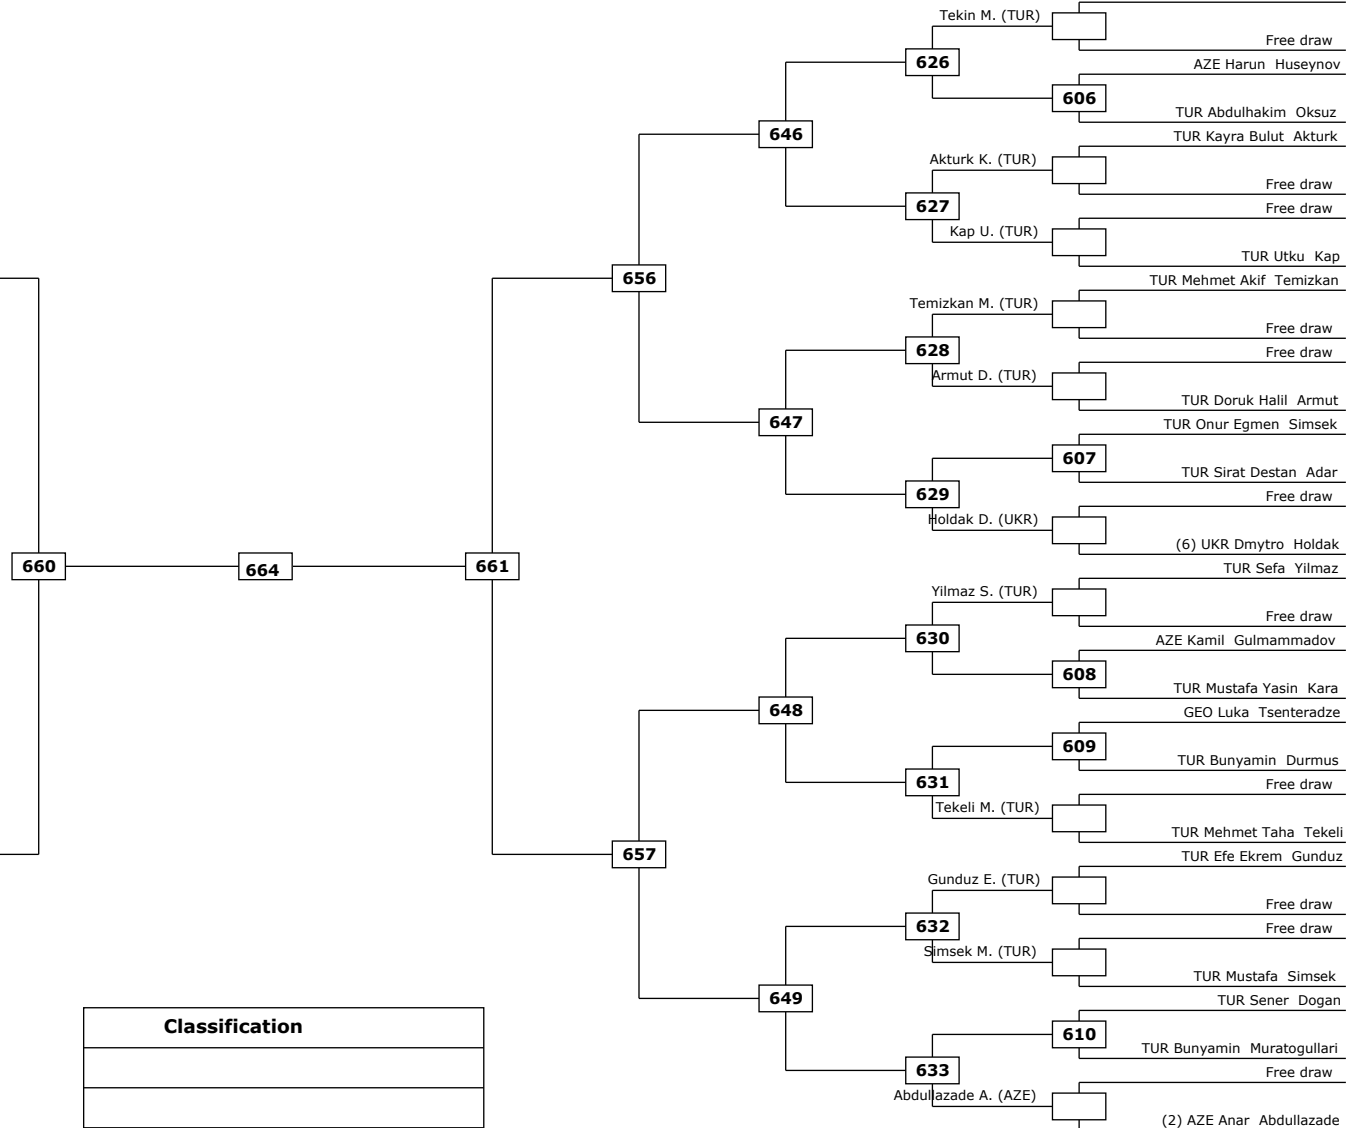 Tekin M. (TUR)
Free draw
626
AZE Harun Huseynov
606
TUR Abdulhakim Oksuz
646
TUR Kayra Bulut Akturk
Akturk K. (TUR)
Free draw
627
Free draw
Kap U. (TUR)
TUR Utku Kap
656
TUR Mehmet Akif Temizkan
Temizkan M. (TUR)
Free draw
628
Free draw
Armut D. (TUR)
TUR Doruk Halil Armut
647
TUR Onur Egmen Simsek
607
TUR Sirat Destan Adar
629
Free draw
Holdak D. (UKR)
(6) UKR Dmytro Holdak
660
664
661
TUR Sefa Yilmaz
Yilmaz S. (TUR)
Free draw
630
AZE Kamil Gulmammadov
608
TUR Mustafa Yasin Kara
648
GEO Luka Tsenteradze
609
TUR Bunyamin Durmus
631
Free draw
Tekeli M. (TUR)
TUR Mehmet Taha Tekeli
657
TUR Efe Ekrem Gunduz
Gunduz E. (TUR)
Free draw
632
Free draw
Simsek M. (TUR)
TUR Mustafa Simsek
649
TUR Sener Dogan
Classification
610
TUR Bunyamin Muratogullari
633
Free draw
Abdullazade A. (AZE)
(2) AZE Anar Abdullazade